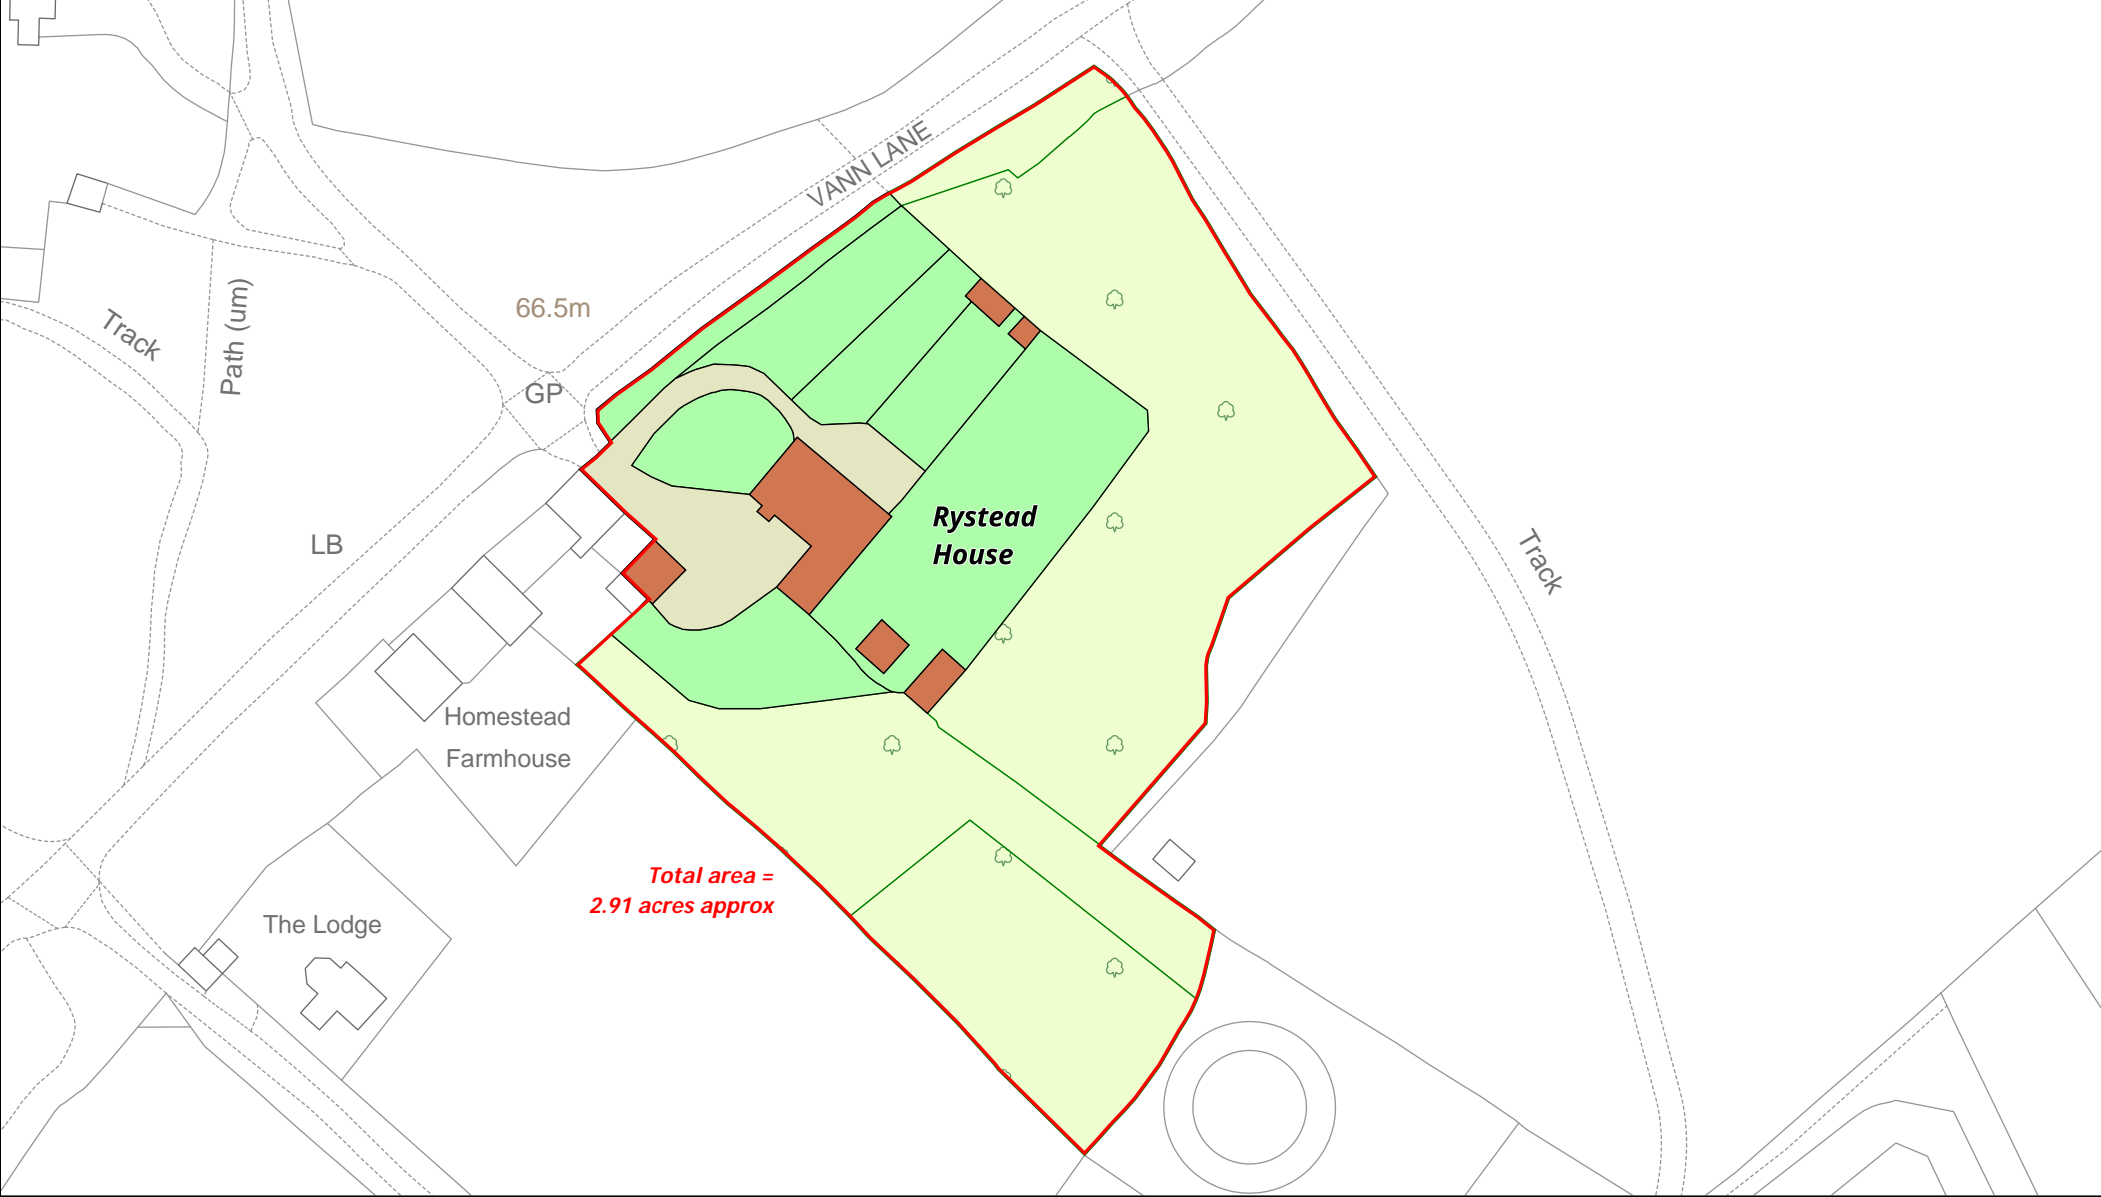 VANN LANE
66.5m
Track
Path (um)
GP
Rystead
House
LB
Track
Homestead
Farmhouse
Total area =
2.91 acres approx
The Lodge